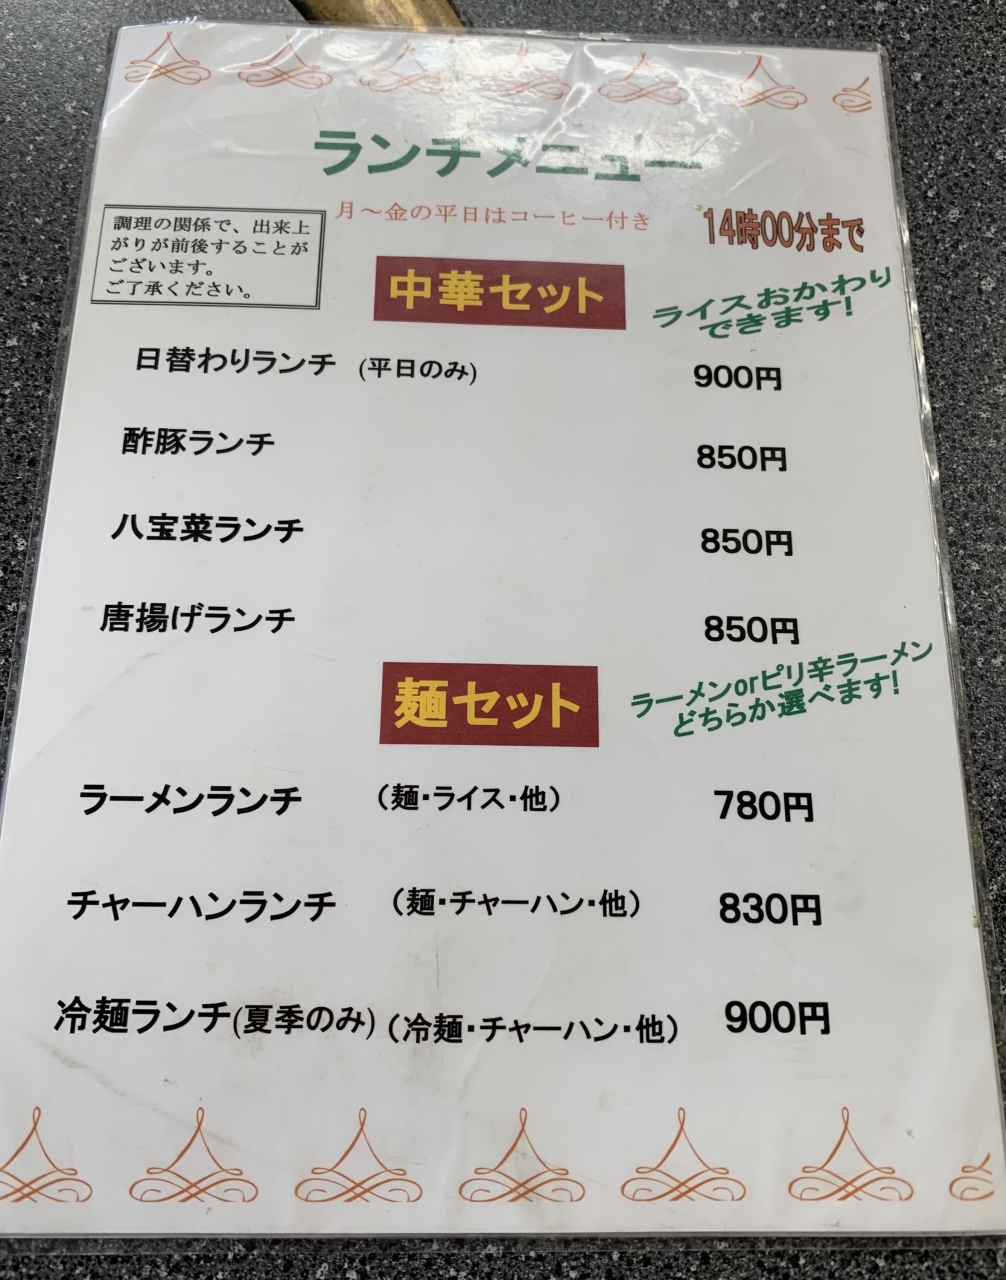 ランチメニュー
月～金の平日はコーヒー付き
14時00分まで
調理の関係で、出来上
がりが前後することが
ございます。
ご了承ください。
中華セット
ライスおかわり
できます!
日替わりランチ (平日のみ) 900円
酢豚ランチ 850円
八宝菜ランチ 850円
唐揚げランチ 850円
麺セット
ラーメンorピリ辛ラーメン
どちらか選べます!
ラーメンランチ （麺・ライス・他） 780円
チャーハンランチ （麺・チャーハン・他） 830円
冷麺ランチ(夏季のみ) （冷麺・チャーハン・他） 900円